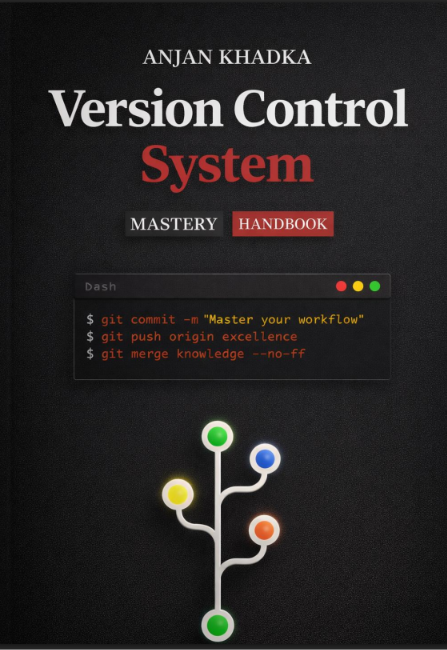 ANJAN KHADKA
Version Control
System
MASTERY HANDBOOK
Dash
$ git commit -m "Master your workflow"
$ git push origin excellence
$ git merge knowledge --no-ff